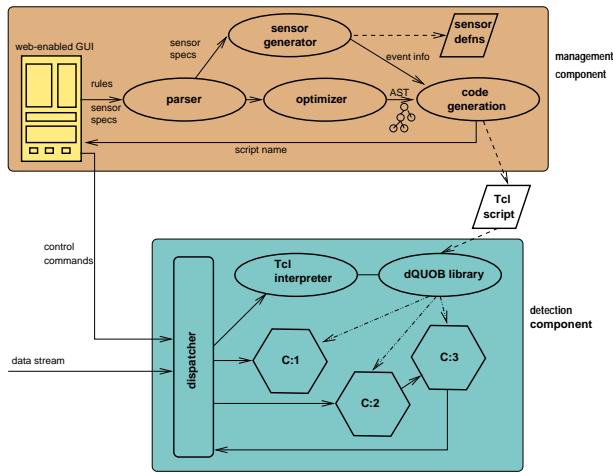 web-enabled GUI
rules
sensor
specs
sensor
specs
sensor
generator
sensor
defns
event info
parser
optimizer
AST
code
generation
script name
management
component
Tcl
script
control
commands
data stream
dispatcher
Tcl
interpreter
dQUOB library
C:1
C:2
C:3
detection
component